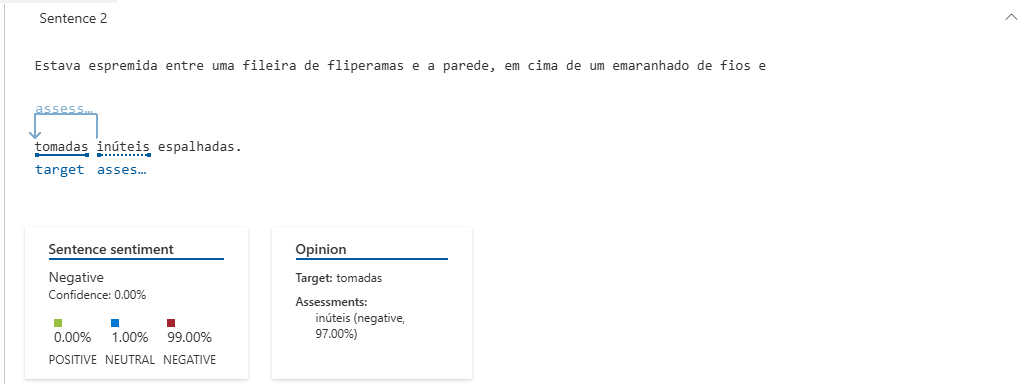 Sentence 2
Estava espremida entre uma fileira de fliperamas e a parede, em cima de um emaranhado de fios e
assess…
tomadas inúteis espalhadas.
target asses…
Sentence sentiment
Negative
Confidence: 0.00%
0.00% 1.00% 99.00%
POSITIVE NEUTRAL NEGATIVE
Opinion
Target: tomadas
Assessments:
inúteis (negative,
97.00%)